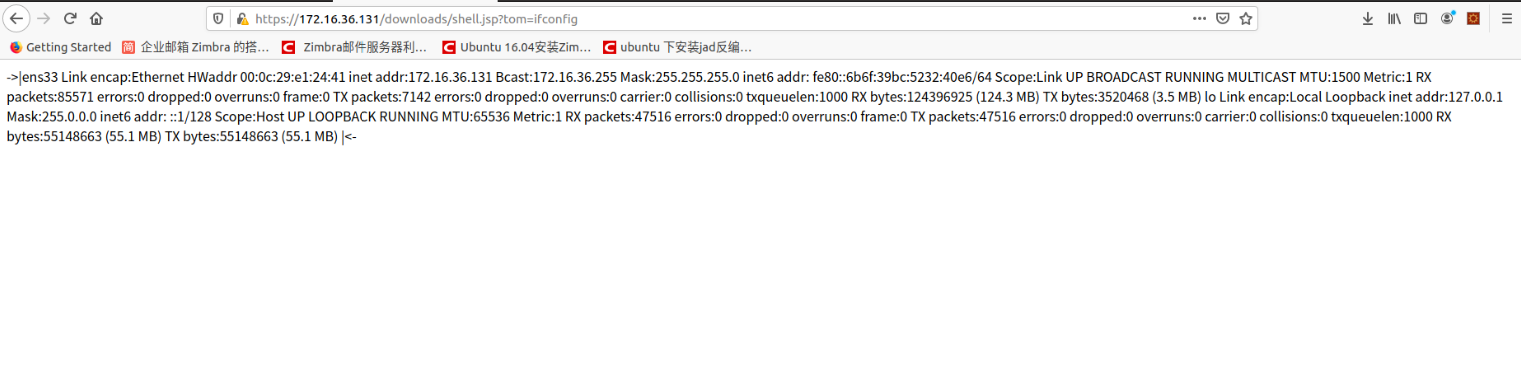 https://172.16.36.131/downloads/shell.jsp?tom=ifconfig
Getting Started 简 企业邮箱 Zimbra 的搭… C Zimbra邮件服务器利… C Ubuntu 16.04安装Zim… C ubuntu 下安装jad反编…
->|ens33 Link encap:Ethernet HWaddr 00:0c:29:e1:24:41 inet addr:172.16.36.131 Bcast:172.16.36.255 Mask:255.255.255.0 inet6 addr: fe80::6b6f:39bc:5232:40e6/64 Scope:Link UP BROADCAST RUNNING MULTICAST MTU:1500 Metric:1 RX
packets:85571 errors:0 dropped:0 overruns:0 frame:0 TX packets:7142 errors:0 dropped:0 overruns:0 carrier:0 collisions:0 txqueuelen:1000 RX bytes:124396925 (124.3 MB) TX bytes:3520468 (3.5 MB) lo Link encap:Local Loopback inet addr:127.0.0.1
Mask:255.0.0.0 inet6 addr: ::1/128 Scope:Host UP LOOPBACK RUNNING MTU:65536 Metric:1 RX packets:47516 errors:0 dropped:0 overruns:0 frame:0 TX packets:47516 errors:0 dropped:0 overruns:0 carrier:0 collisions:0 txqueuelen:1000 RX
bytes:55148663 (55.1 MB) TX bytes:55148663 (55.1 MB) |<-